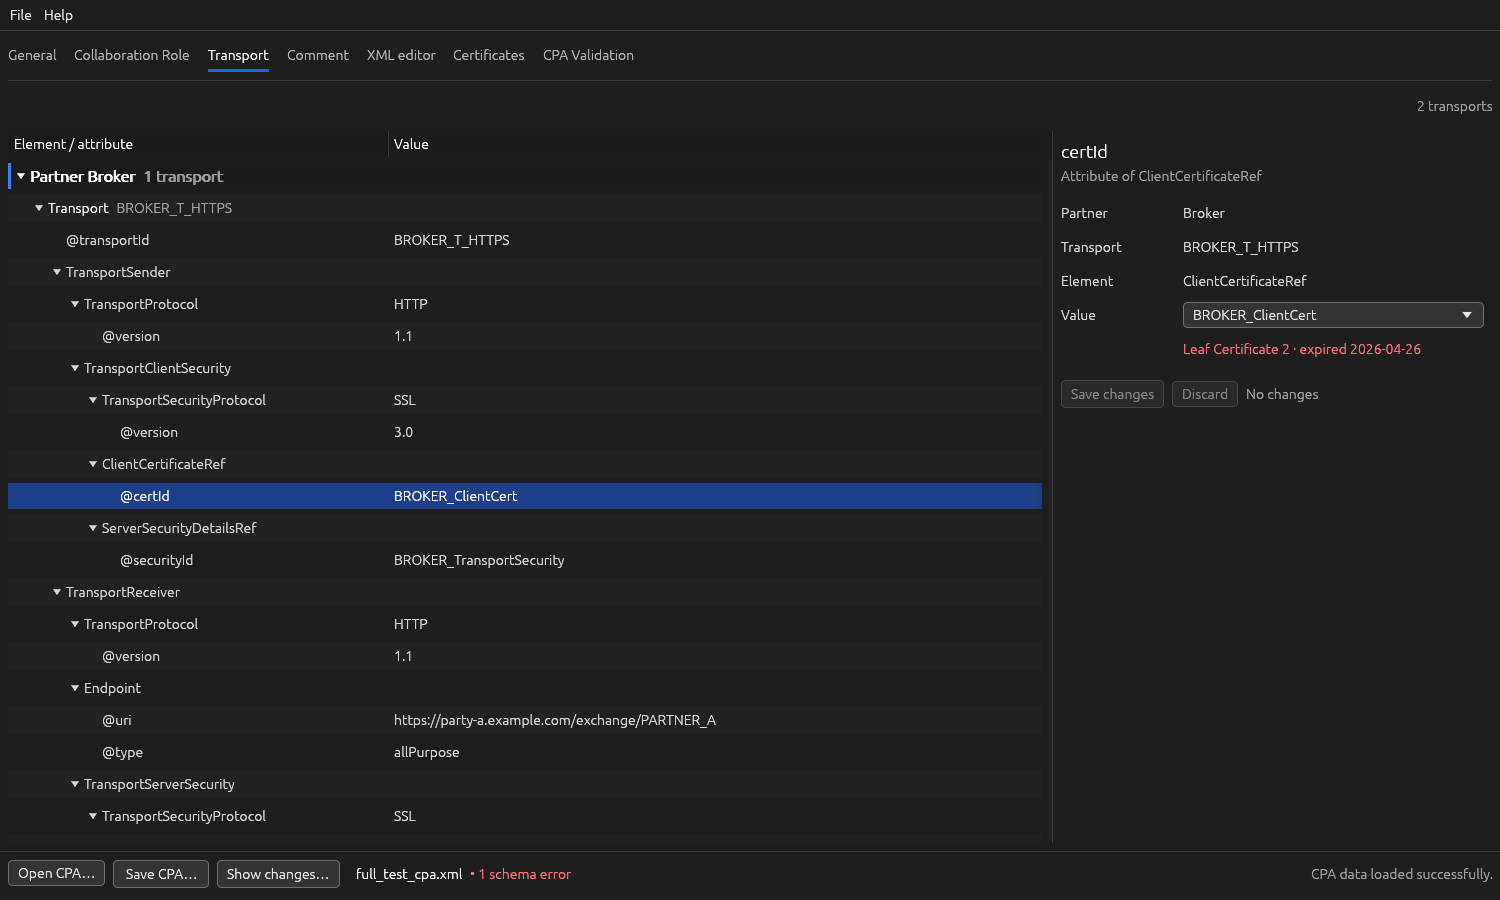 File Help
General Collaboration Role Transport Comment XML editor Certificates CPA Validation
2 transports
Element / attribute Value
Partner Broker 1 transport
Transport BROKER_T_HTTPS
@transportId BROKER_T_HTTPS
TransportSender
TransportProtocol HTTP
@version 1.1
TransportClientSecurity
TransportSecurityProtocol SSL
@version 3.0
ClientCertificateRef
@certId BROKER_ClientCert
ServerSecurityDetailsRef
@securityId BROKER_TransportSecurity
TransportReceiver
TransportProtocol HTTP
@version 1.1
Endpoint
@uri https://party-a.example.com/exchange/PARTNER_A
@type allPurpose
TransportServerSecurity
TransportSecurityProtocol SSL
certId
Attribute of ClientCertificateRef
Partner Broker
Transport BROKER_T_HTTPS
Element ClientCertificateRef
Value BROKER_ClientCert
Leaf Certificate 2 · expired 2026-04-26
Save changes Discard No changes
Open CPA... Save CPA... Show changes... full_test_cpa.xml • 1 schema error CPA data loaded successfully.